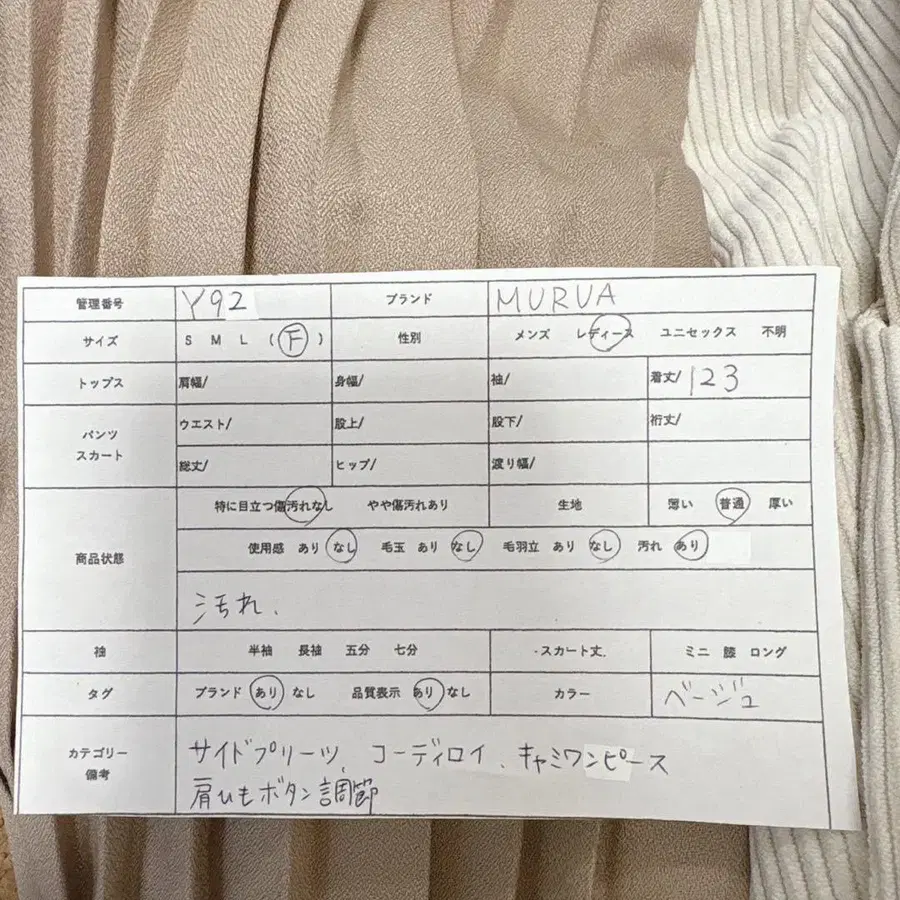 管理番号 Y92 ブランド MURUA
サイズ S M L (F) 性別 メンズ レディース ユニセックス 不明
トップス 肩幅/ 身幅/ 袖/ 着丈/ 123
パンツ スカート ウエスト/ 股上/ 股下/ 裄丈/
総丈/ ヒップ/ 渡り幅/
商品状態 特に目立つ傷汚れなし やや傷汚れあり 生地 薄い 普通 厚い
使用感 あり なし 毛玉 あり なし 毛羽立 あり なし 汚れ あり
汚れ、
袖 半袖 長袖 五分 七分 スカート丈 ミニ 膝 ロング
タグ ブランド あり なし 品質表示 あり なし カラー ベージュ
カテゴリー 備考 サイドプリーツ、コーディロイ、キャミワンピース
肩ひもボタン調節